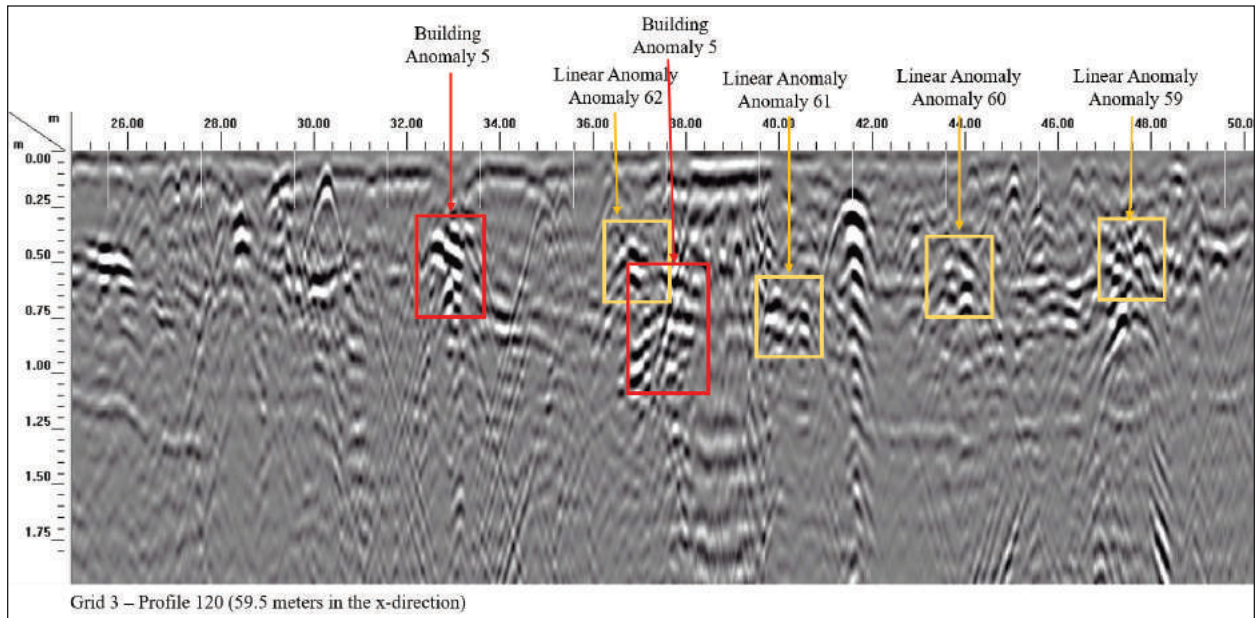 Building
Anomaly 5
Building
Anomaly 5
Linear Anomaly
Anomaly 62
Linear Anomaly
Anomaly 61
Linear Anomaly
Anomaly 60
Linear Anomaly
Anomaly 59
m 26.00 28.00 30.00 32.00 34.00 36.00 38.00 40.00 42.00 44.00 46.00 48.00 50.0
m
0.00
0.25
0.50
0.75
1.00
1.25
1.50
1.75
Grid 3 – Profile 120 (59.5 meters in the x-direction)